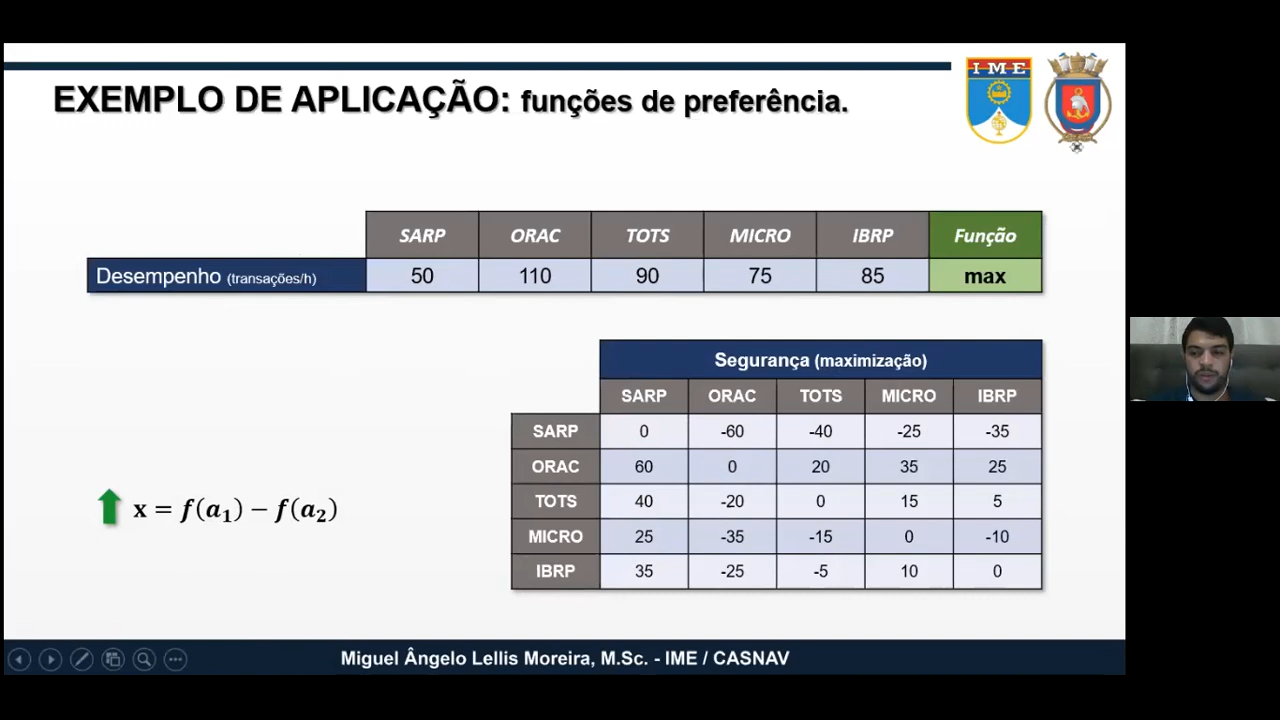 EXEMPLO DE APLICAÇÃO: funções de preferência.
IME
SARP ORAC TOTS MICRO IBRP Função
Desempenho (transações/h) 50 110 90 75 85 max
Segurança (maximização)
SARP ORAC TOTS MICRO IBRP
SARP 0 -60 -40 -25 -35
ORAC 60 0 20 35 25
TOTS 40 -20 0 15 5
MICRO 25 -35 -15 0 -10
IBRP 35 -25 -5 10 0
x = f(a₁) − f(a₂)
Miguel Ângelo Lellis Moreira, M.Sc. - IME / CASNAV